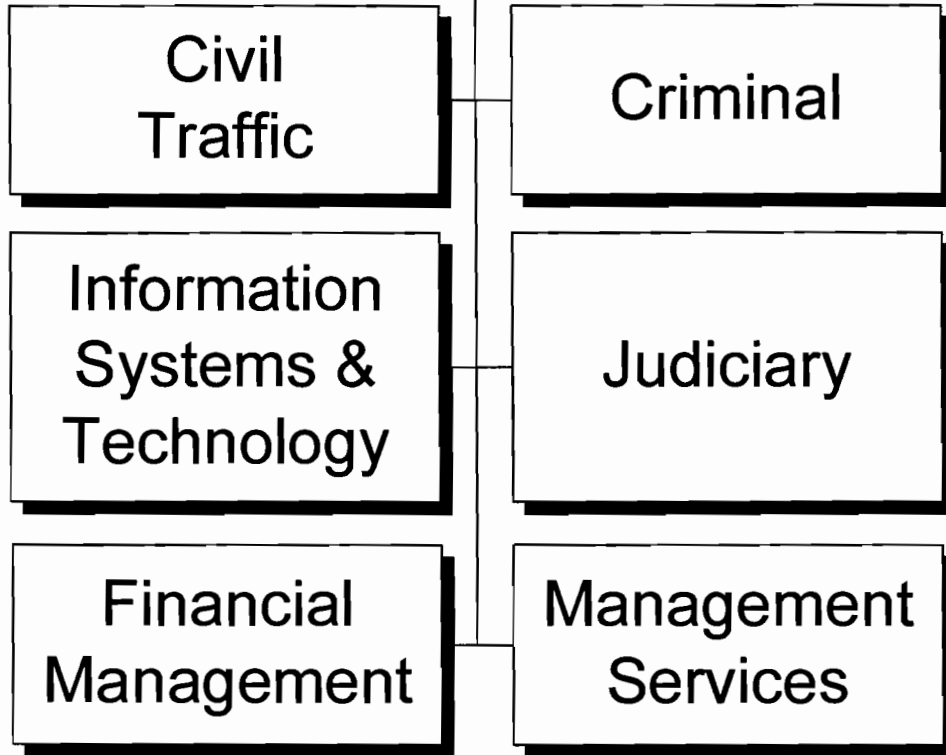 Civil
Traffic
Criminal
Information
Systems &
Technology
Judiciary
Financial
Management
Management
Services